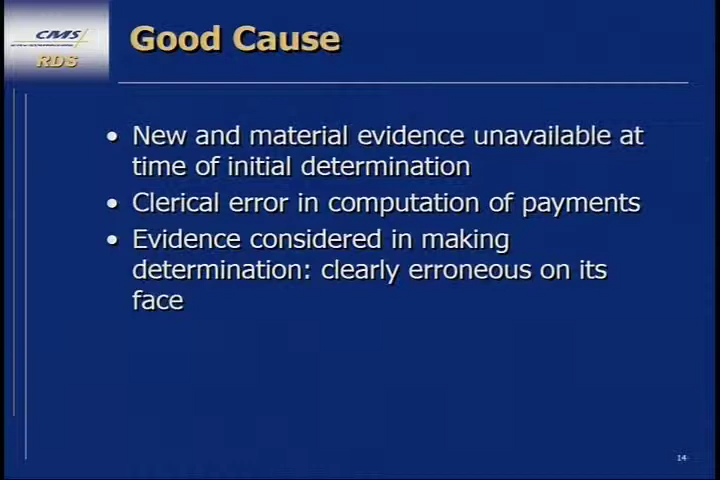 CMS
RDS
Good Cause
• New and material evidence unavailable at
time of initial determination
• Clerical error in computation of payments
• Evidence considered in making
determination: clearly erroneous on its
face
14